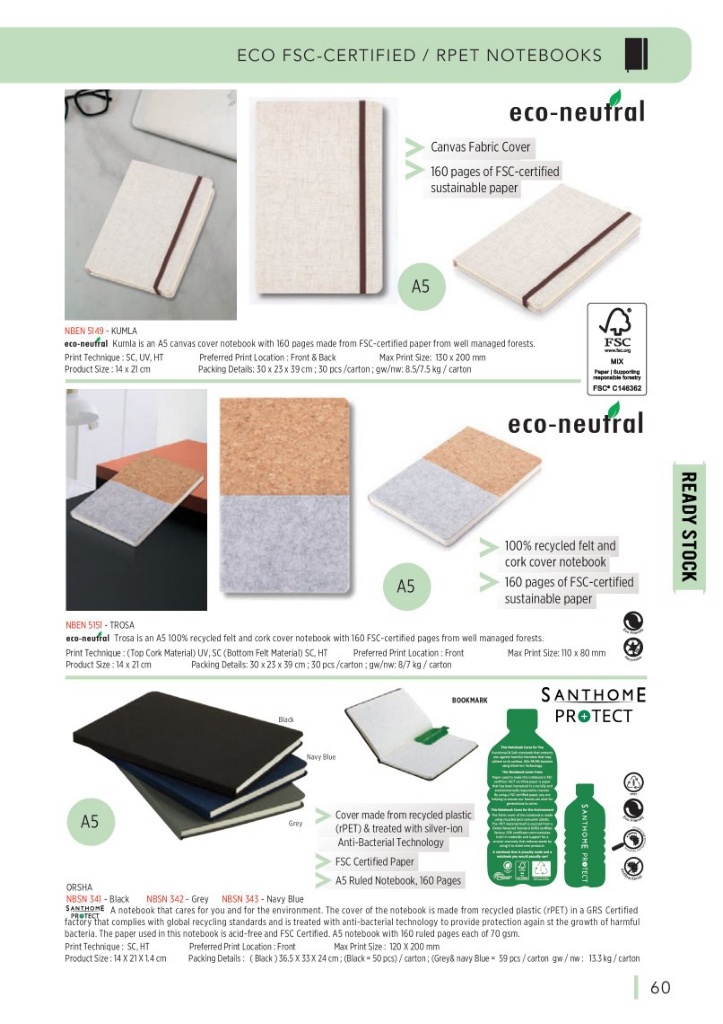 ECO FSC-CERTIFIED / RPET NOTEBOOKS
eco-neutral
Canvas Fabric Cover
160 pages of FSC-certified
sustainable paper
A5
FSC
www.fsc.org
MIX
Paper | Supporting
responsible forestry
FSC® C146362
NBEN 5149 - KUMLA
eco-neutral Kumla is an A5 canvas cover notebook with 160 pages made from FSC-certified paper from well managed forests.
Print Technique : SC, UV, HT Preferred Print Location : Front & Back Max Print Size: 130 x 200 mm
Product Size : 14 x 21 cm Packing Details: 30 x 23 x 39 cm ; 30 pcs /carton ; gw/nw: 8.5/7.5 kg / carton
eco-neutral
100% recycled felt and
cork cover notebook
160 pages of FSC-certified
sustainable paper
A5
READY STOCK
NBEN 5151 - TROSA
eco-neutral Trosa is an A5 100% recycled felt and cork cover notebook with 160 FSC-certified pages from well managed forests.
Print Technique : (Top Cork Material) UV, SC (Bottom Felt Material) SC, HT Preferred Print Location : Front Max Print Size: 110 x 80 mm
Product Size : 14 x 21 cm Packing Details: 30 x 23 x 39 cm ; 30 pcs /carton ; gw/nw: 8/7 kg / carton
SANTHOME
PROTECT
BOOKMARK
Black
Navy Blue
Grey
A5
Cover made from recycled plastic
(rPET) & treated with silver-ion
Anti-Bacterial Technology
FSC Certified Paper
A5 Ruled Notebook, 160 Pages
SANTHOME PROTECT
ORSHA
NBSN 341 - Black NBSN 342 - Grey NBSN 343 - Navy Blue
SANTHOME PROTECT A notebook that cares for you and for the environment. The cover of the notebook is made from recycled plastic (rPET) in a GRS Certified
factory that complies with global recycling standards and is treated with anti-bacterial technology to provide protection again st the growth of harmful
bacteria. The paper used in this notebook is acid-free and FSC Certified. A5 notebook with 160 ruled pages each of 70 gsm.
Print Technique : SC, HT Preferred Print Location : Front Max Print Size : 120 X 200 mm
Product Size : 14 X 21 X 1.4 cm Packing Details : ( Black ) 36.5 X 33 X 24 cm ; (Black = 50 pcs) / carton ; (Grey& navy Blue = 59 pcs / carton gw / nw : 13.3 kg / carton
60